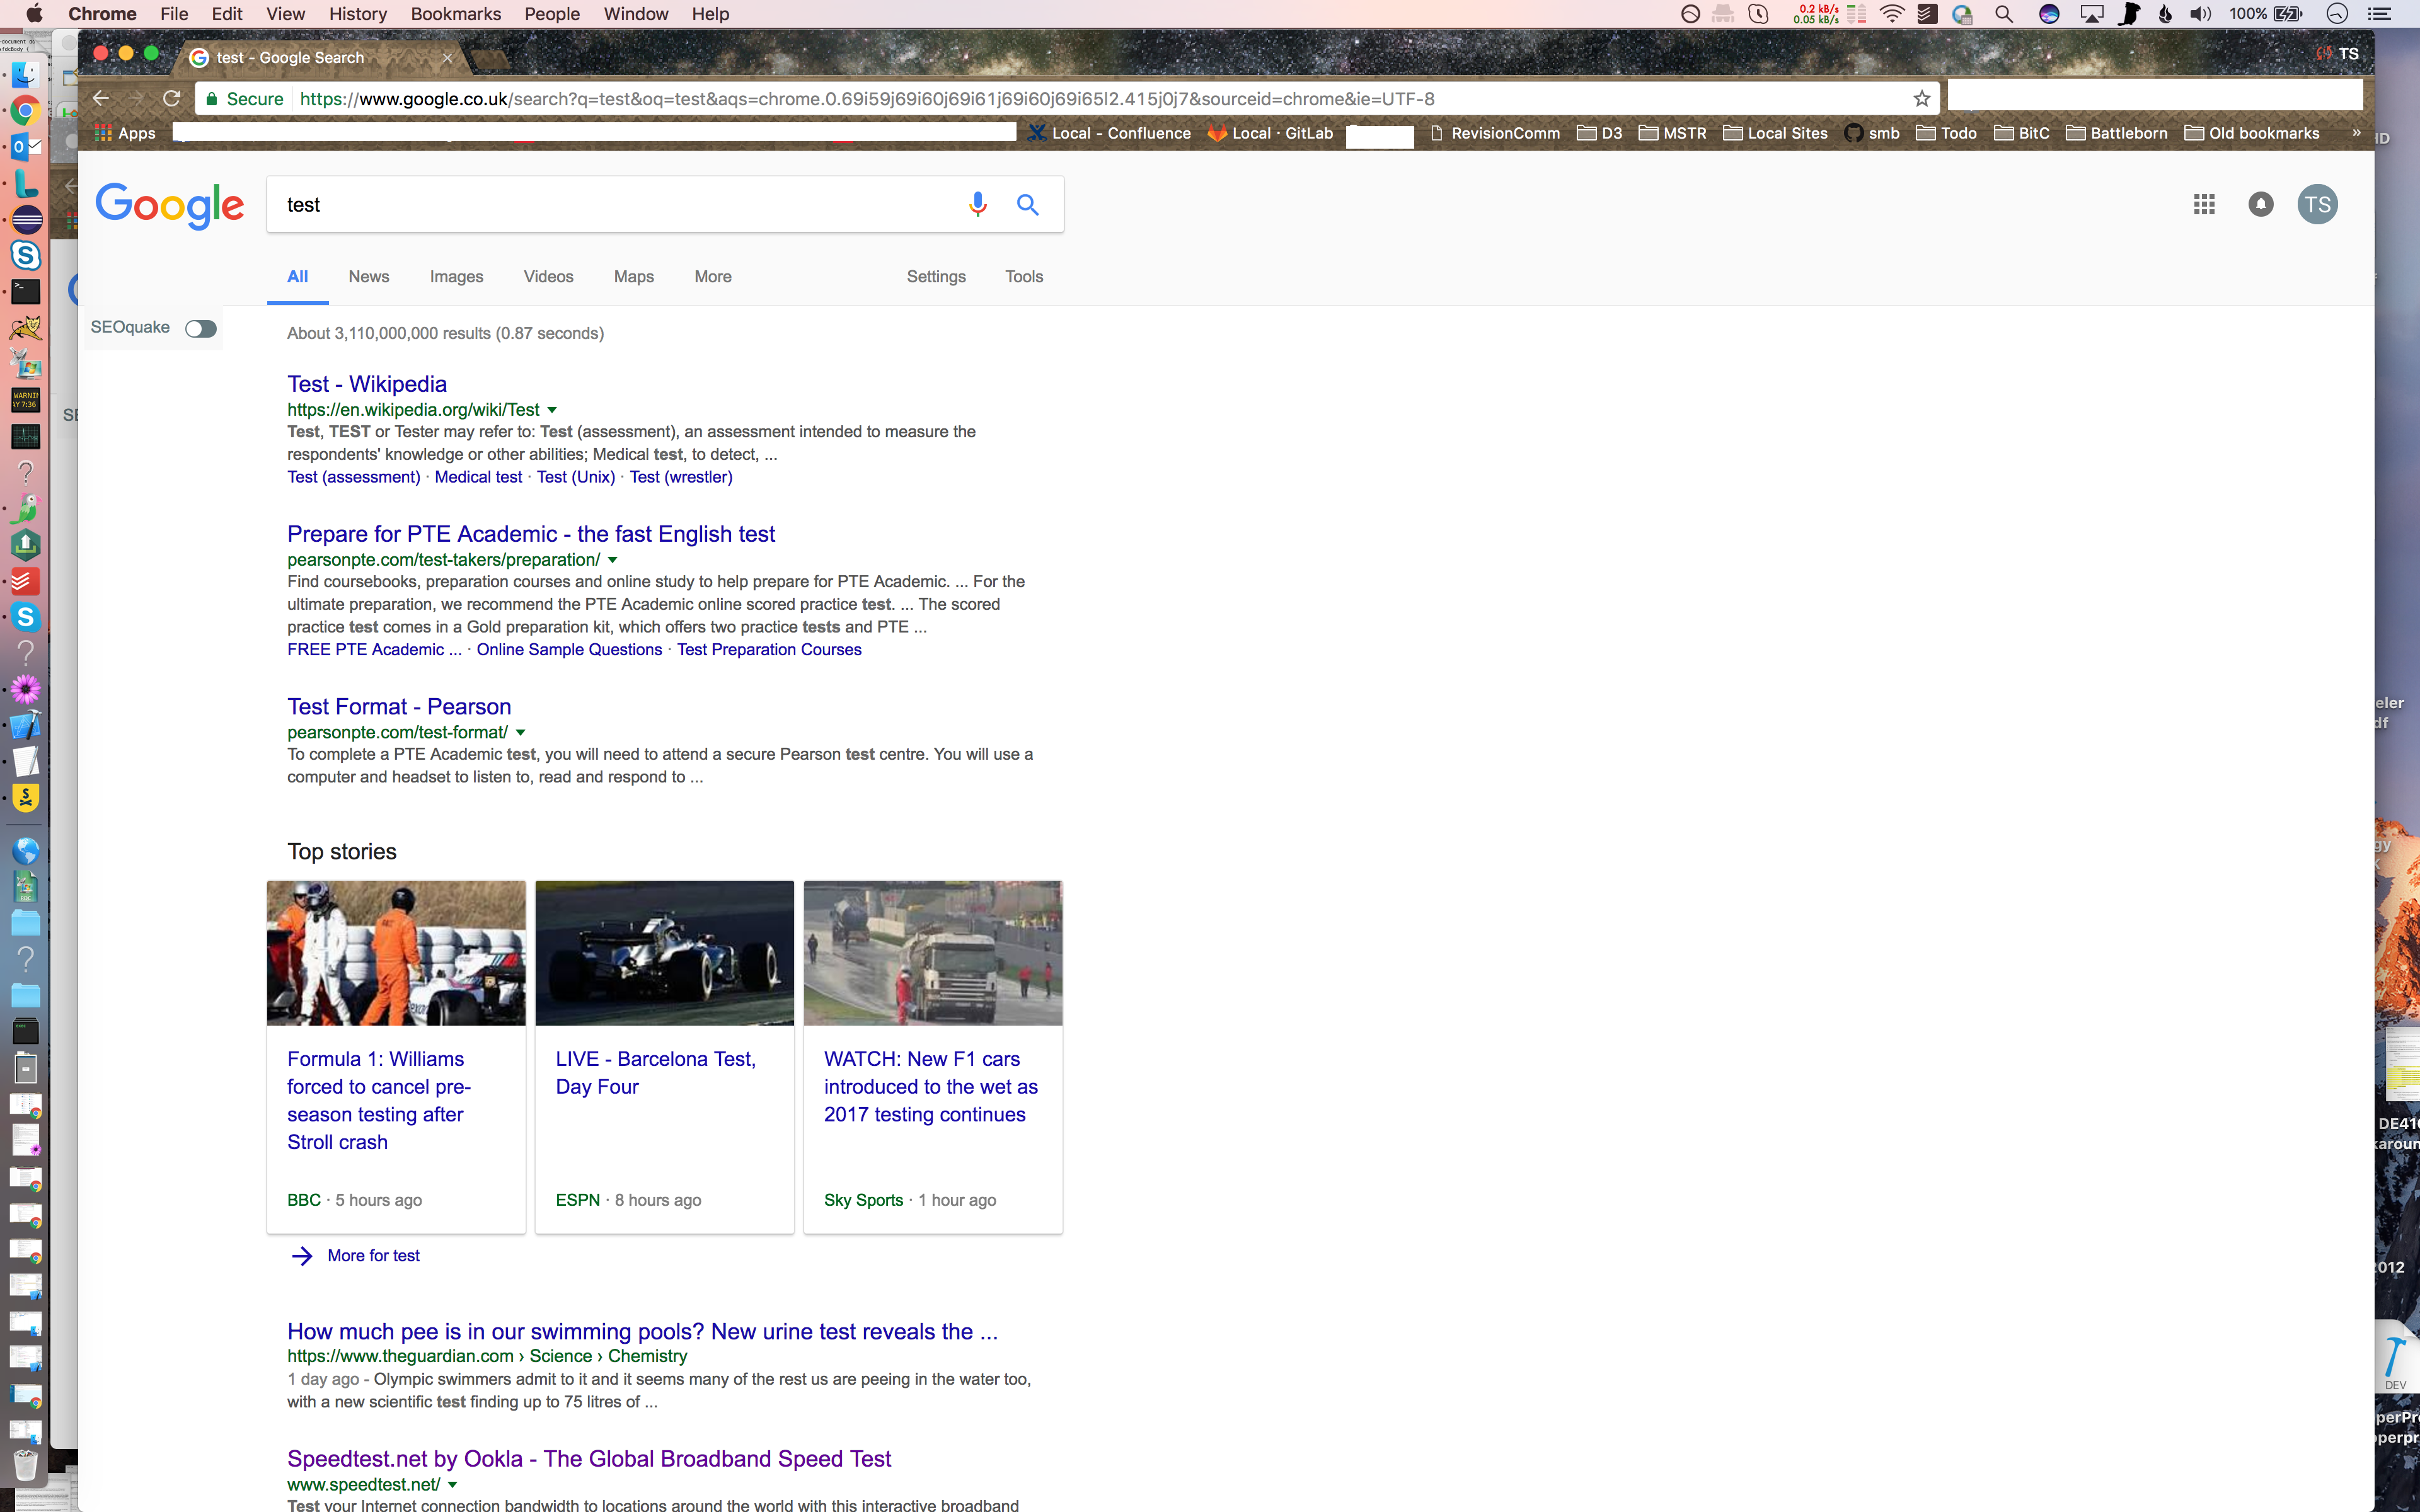 Chrome File Edit View History Bookmarks People Window Help
0.2 kB/s
0.05 kB/s
100%
test - Google Search
TS
Secure https://www.google.co.uk/search?q=test&oq=test&aqs=chrome.0.69i59j69i60j69i61j69i60j69i65l2.415j0j7&sourceid=chrome&ie=UTF-8
Apps Local - Confluence Local · GitLab RevisionComm D3 MSTR Local Sites smb Todo BitC Battleborn Old bookmarks »
Google
test
TS
All News Images Videos Maps More Settings Tools
SEOquake
About 3,110,000,000 results (0.87 seconds)
Test - Wikipedia
https://en.wikipedia.org/wiki/Test
Test, TEST or Tester may refer to: Test (assessment), an assessment intended to measure the
respondents' knowledge or other abilities; Medical test, to detect, ...
Test (assessment) · Medical test · Test (Unix) · Test (wrestler)
Prepare for PTE Academic - the fast English test
pearsonpte.com/test-takers/preparation/
Find coursebooks, preparation courses and online study to help prepare for PTE Academic. ... For the
ultimate preparation, we recommend the PTE Academic online scored practice test. ... The scored
practice test comes in a Gold preparation kit, which offers two practice tests and PTE ...
FREE PTE Academic ... · Online Sample Questions · Test Preparation Courses
Test Format - Pearson
pearsonpte.com/test-format/
To complete a PTE Academic test, you will need to attend a secure Pearson test centre. You will use a
computer and headset to listen to, read and respond to ...
Top stories
Formula 1: Williams
forced to cancel pre-
season testing after
Stroll crash
BBC · 5 hours ago
LIVE - Barcelona Test,
Day Four
ESPN · 8 hours ago
WATCH: New F1 cars
introduced to the wet as
2017 testing continues
Sky Sports · 1 hour ago
More for test
How much pee is in our swimming pools? New urine test reveals the ...
https://www.theguardian.com › Science › Chemistry
1 day ago - Olympic swimmers admit to it and it seems many of the rest us are peeing in the water too,
with a new scientific test finding up to 75 litres of ...
Speedtest.net by Ookla - The Global Broadband Speed Test
www.speedtest.net/
Test your Internet connection bandwidth to locations around the world with this interactive broadband
DEV